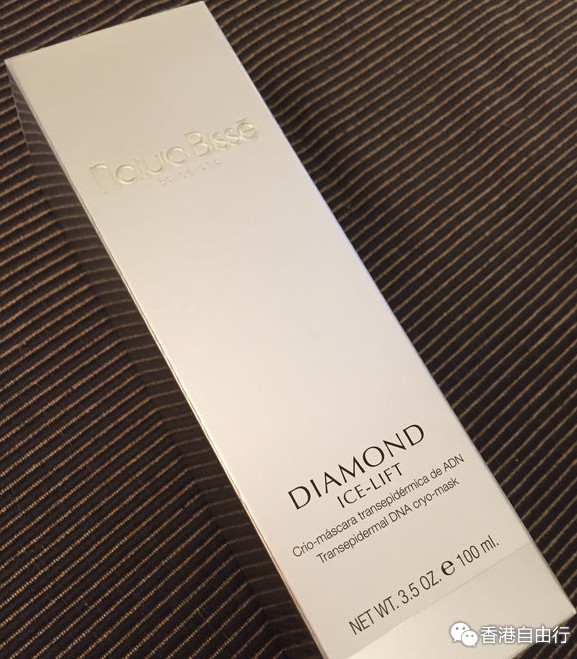 Natura Bissé
BARCELONA
DIAMOND
ICE-LIFT
Crio-máscara transepidérmica de ADN
Transepidermal DNA cryo-mask
NET WT. 3.5 OZ. ℮ 100 ml.
香港自由行